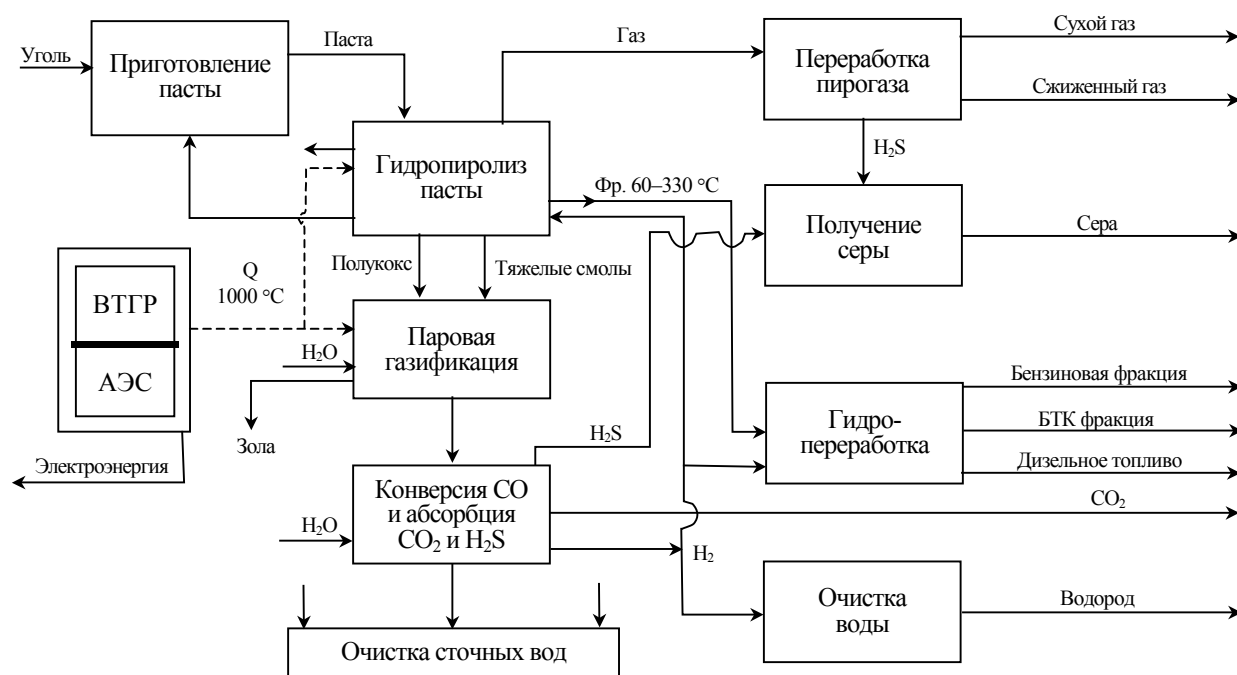 Уголь
Приготовление
пасты
Паста
Газ
Переработка
пирогаза
Сухой газ
Сжиженный газ
H₂S
Гидропиролиз
пасты
Фр. 60–330 °С
Получение
серы
Сера
Полукокс
Тяжелые смолы
Q
1000 °С
ВТГР
АЭС
Электроэнергия
H₂O
Паровая
газификация
Зола
H₂S
Гидро-
переработка
Бензиновая фракция
БТК фракция
Дизельное топливо
H₂O
Конверсия СО
и абсорбция
СО₂ и H₂S
СО₂
H₂
Очистка
воды
Водород
Очистка сточных вод